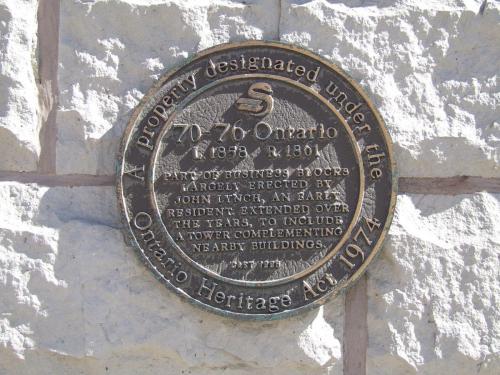 A property designated under the
70-76 Ontario
PART OF BUSINESS BLOCKS
LARGELY ERECTED BY
JOHN LYNCH, AN EARLY
RESIDENT. EXTENDED OVER
THE YEARS, TO INCLUDE
A TOWER COMPLEMENTING
NEARBY BUILDINGS.
Ontario Heritage Act 1974